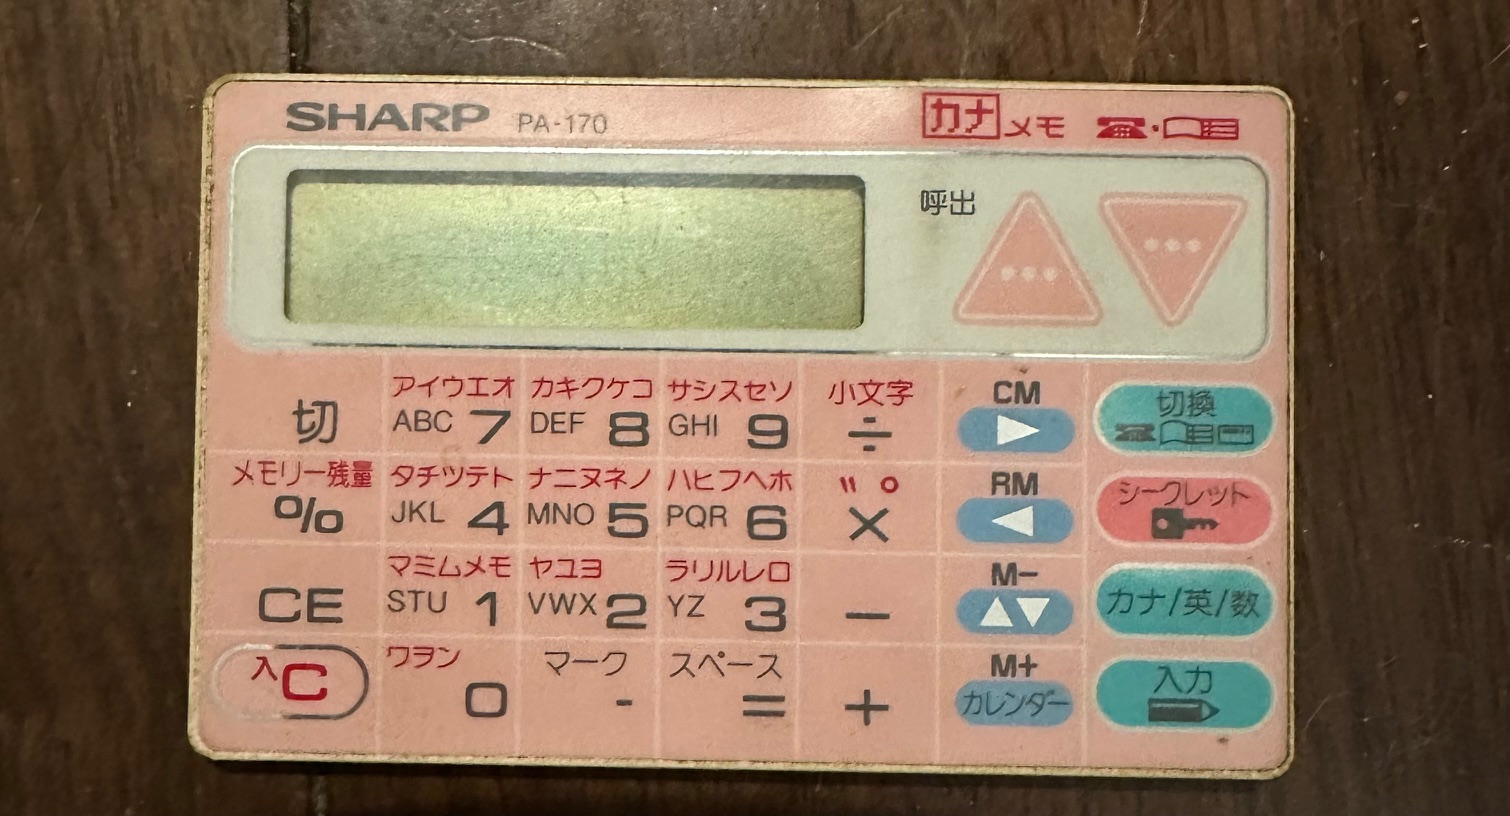 SHARP PA-170 カナメモ
呼出
アイウエオ カキクケコ サシスセソ 小文字 CM 切換
切 ABC 7 DEF 8 GHI 9 ÷
メモリー残量 タチツテト ナニヌネノ ハヒフヘホ " ° RM シークレット
% JKL 4 MNO 5 PQR 6 ×
マミムメモ ヤユヨ ラリルレロ M− カナ/英/数
CE STU 1 VWX 2 YZ 3 −
入C ワヲン マーク スペース M+ 入力
0 - = + カレンダー